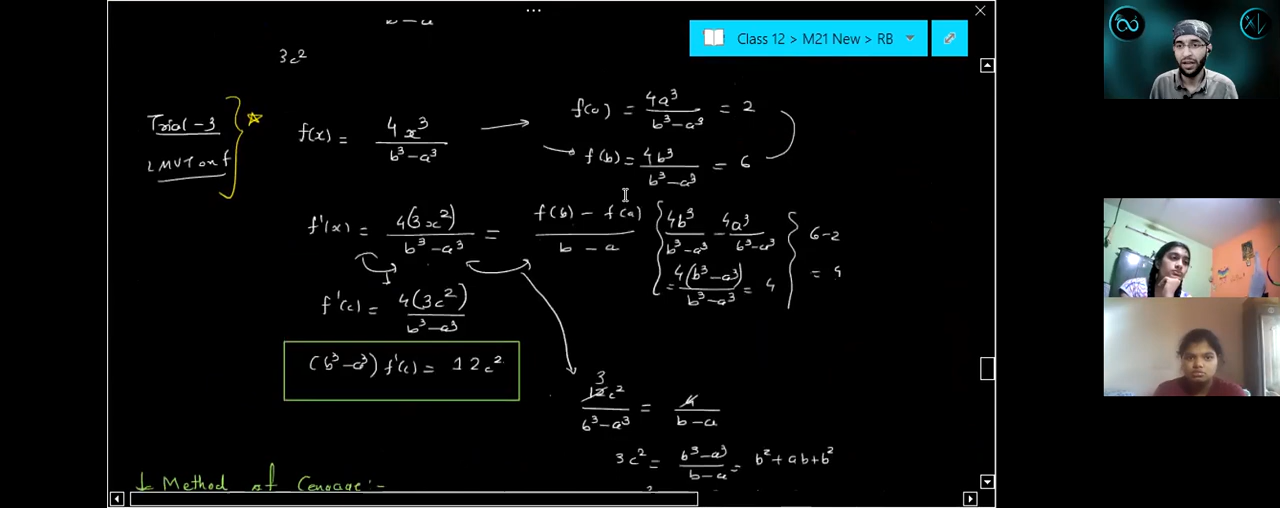 b-a
Class 12 > M21 New > RB
3c²
Trial-3
LMVT on f
f(x) = 4x³ / b³-a³
f(a) = 4a³ / b³-a³ = 2
f(b) = 4b³ / b³-a³ = 6
f'(x) = 4(3x²) / b³-a³ = f(b) - f(a) / b - a
4b³ / b³-a³ - 4a³ / b³-a³
= 4(b³-a³) / b³-a³ = 4
6-2
= 4
f'(c) = 4(3c²) / b³-a³
(b³-a³) f'(c) = 12c²
3
12c² / b³-a³ = 4 / b-a
3c² = b³-a³ / b-a = b²+ab+b²
Method of Cengage:-